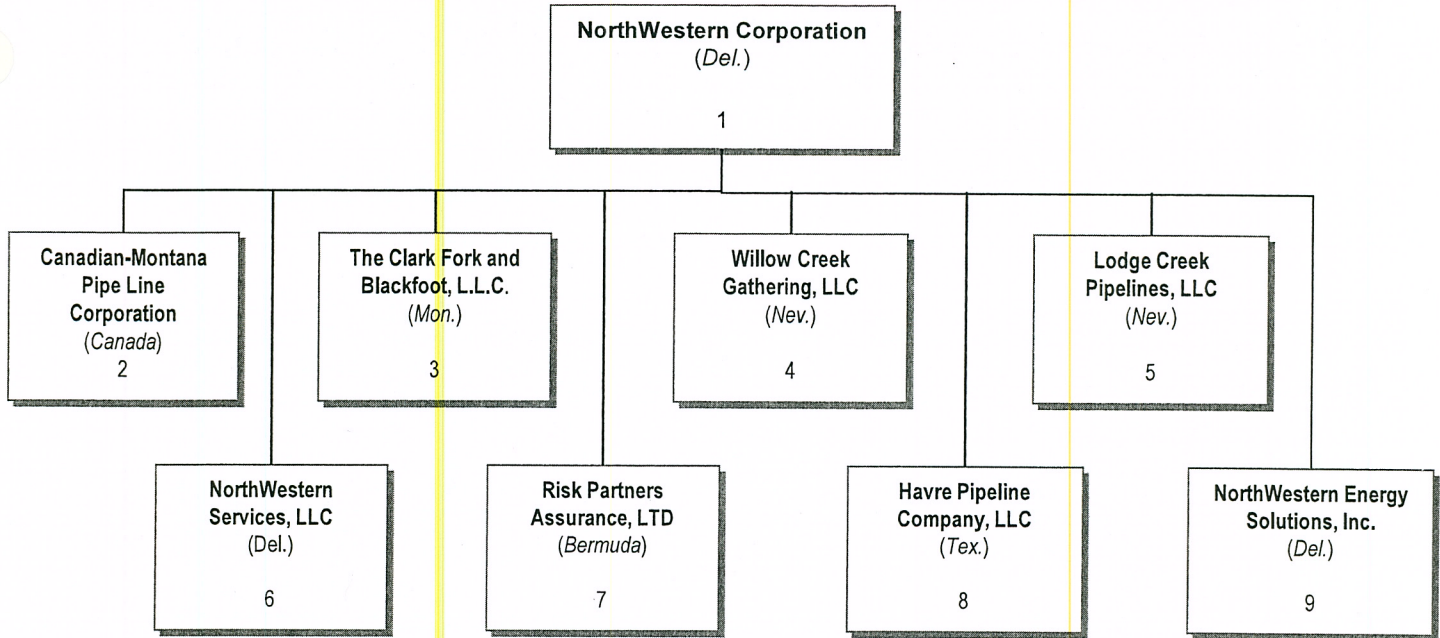 NorthWestern Corporation
(Del.)
1
Canadian-Montana
Pipe Line
Corporation
(Canada)
2
The Clark Fork and
Blackfoot, L.L.C.
(Mon.)
3
Willow Creek
Gathering, LLC
(Nev.)
4
Lodge Creek
Pipelines, LLC
(Nev.)
5
NorthWestern
Services, LLC
(Del.)
6
Risk Partners
Assurance, LTD
(Bermuda)
7
Havre Pipeline
Company, LLC
(Tex.)
8
NorthWestern Energy
Solutions, Inc.
(Del.)
9